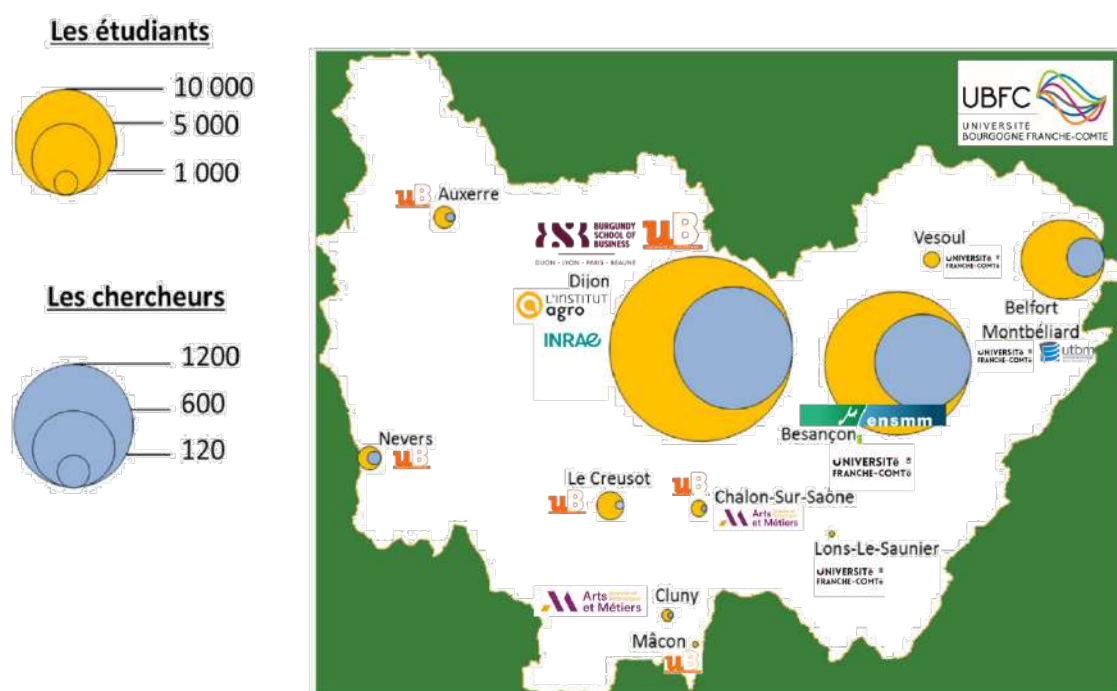 Les étudiants
10 000
5 000
1 000
Les chercheurs
1200
600
120
UBFC
UNIVERSITÉ
BOURGOGNE FRANCHE-COMTÉ
uB
Auxerre
BURGUNDY
SCHOOL OF
BUSINESS
DIJON - LYON - PARIS - BEAUNE
uB
Dijon
L'INSTITUT
agro
INRAE
Vesoul
UNIVERSITÉ
FRANCHE-COMTÉ
Belfort
Montbéliard
UNIVERSITÉ
FRANCHE-COMTÉ
utbm
ensmm
Besançon
UNIVERSITÉ
FRANCHE-COMTÉ
Nevers
uB
Le Creusot
uB
uB
Chalon-Sur-Saône
Arts
et Métiers
Lons-Le-Saunier
UNIVERSITÉ
FRANCHE-COMTÉ
Arts
et Métiers
Cluny
Mâcon
uB